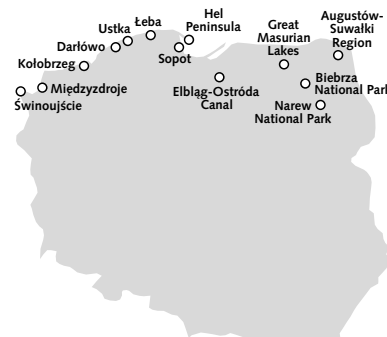 Łeba
Ustka
Darłówo
Kołobrzeg
Międzyzdroje
Świnoujście
Hel
Peninsula
Sopot
Elbląg-Ostróda
Canal
Great
Masurian
Lakes
Augustów-
Suwałki
Region
Biebrza
National Park
Narew
National Park